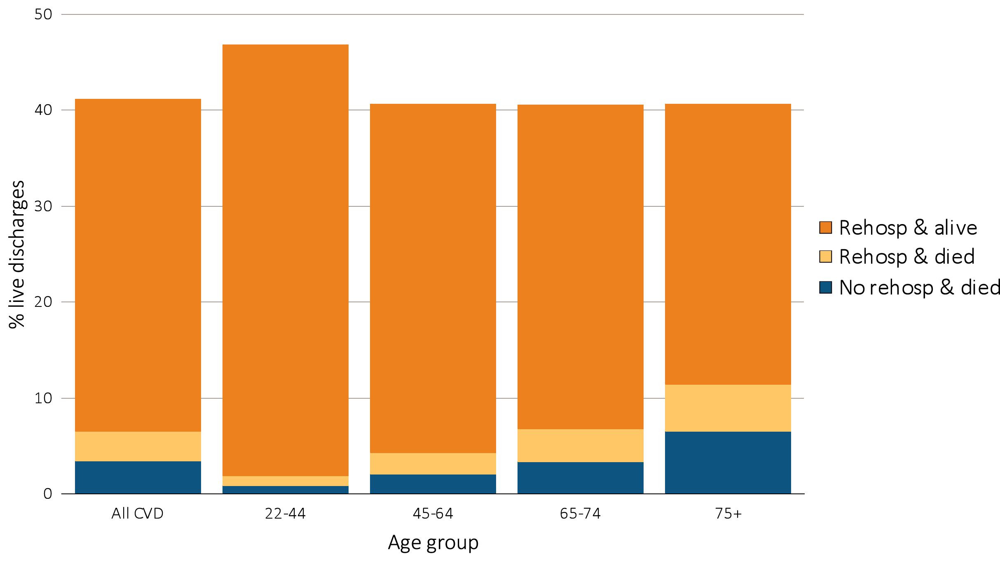 50
40
30
20
10
0
% live discharges
All CVD
22-44
45-64
65-74
75+
Age group
Rehosp & alive
Rehosp & died
No rehosp & died